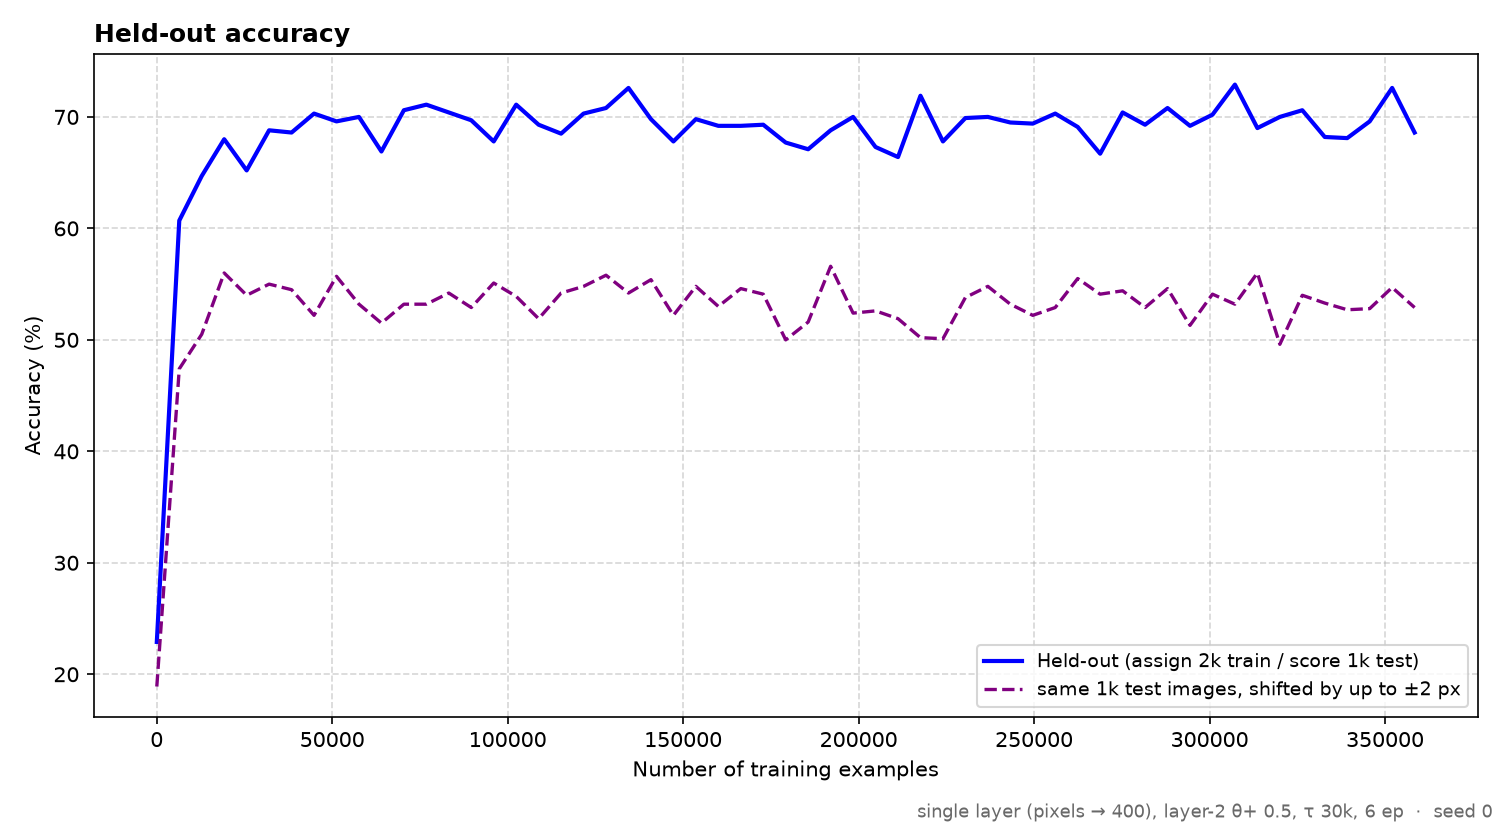 Held-out accuracy
Accuracy (%)
70
60
50
40
30
20
Held-out (assign 2k train / score 1k test)
same 1k test images, shifted by up to ±2 px
0 50000 100000 150000 200000 250000 300000 350000
Number of training examples
single layer (pixels → 400), layer-2 θ+ 0.5, τ 30k, 6 ep · seed 0